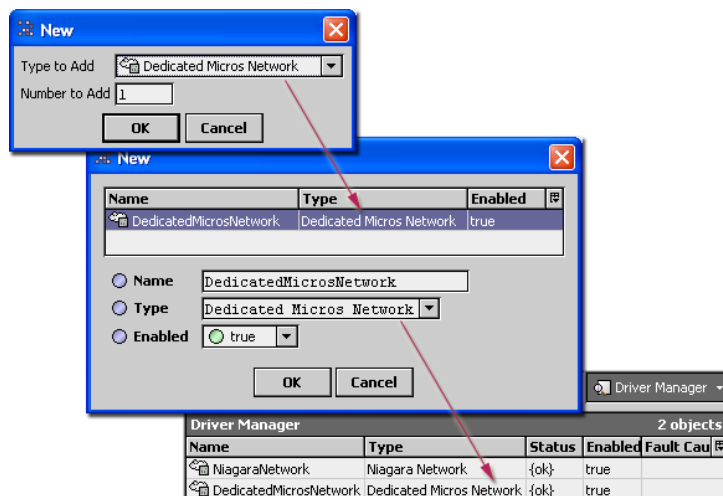 New
Type to Add Dedicated Micros Network
Number to Add 1
OK Cancel
New
Name Type Enabled
DedicatedMicrosNetwork Dedicated Micros Network true
Name DedicatedMicrosNetwork
Type Dedicated Micros Network
Enabled true
OK Cancel
Driver Manager
Driver Manager 2 objects
Name Type Status Enabled Fault Cau
NiagaraNetwork Niagara Network {ok} true
DedicatedMicrosNetwork Dedicated Micros Network {ok} true